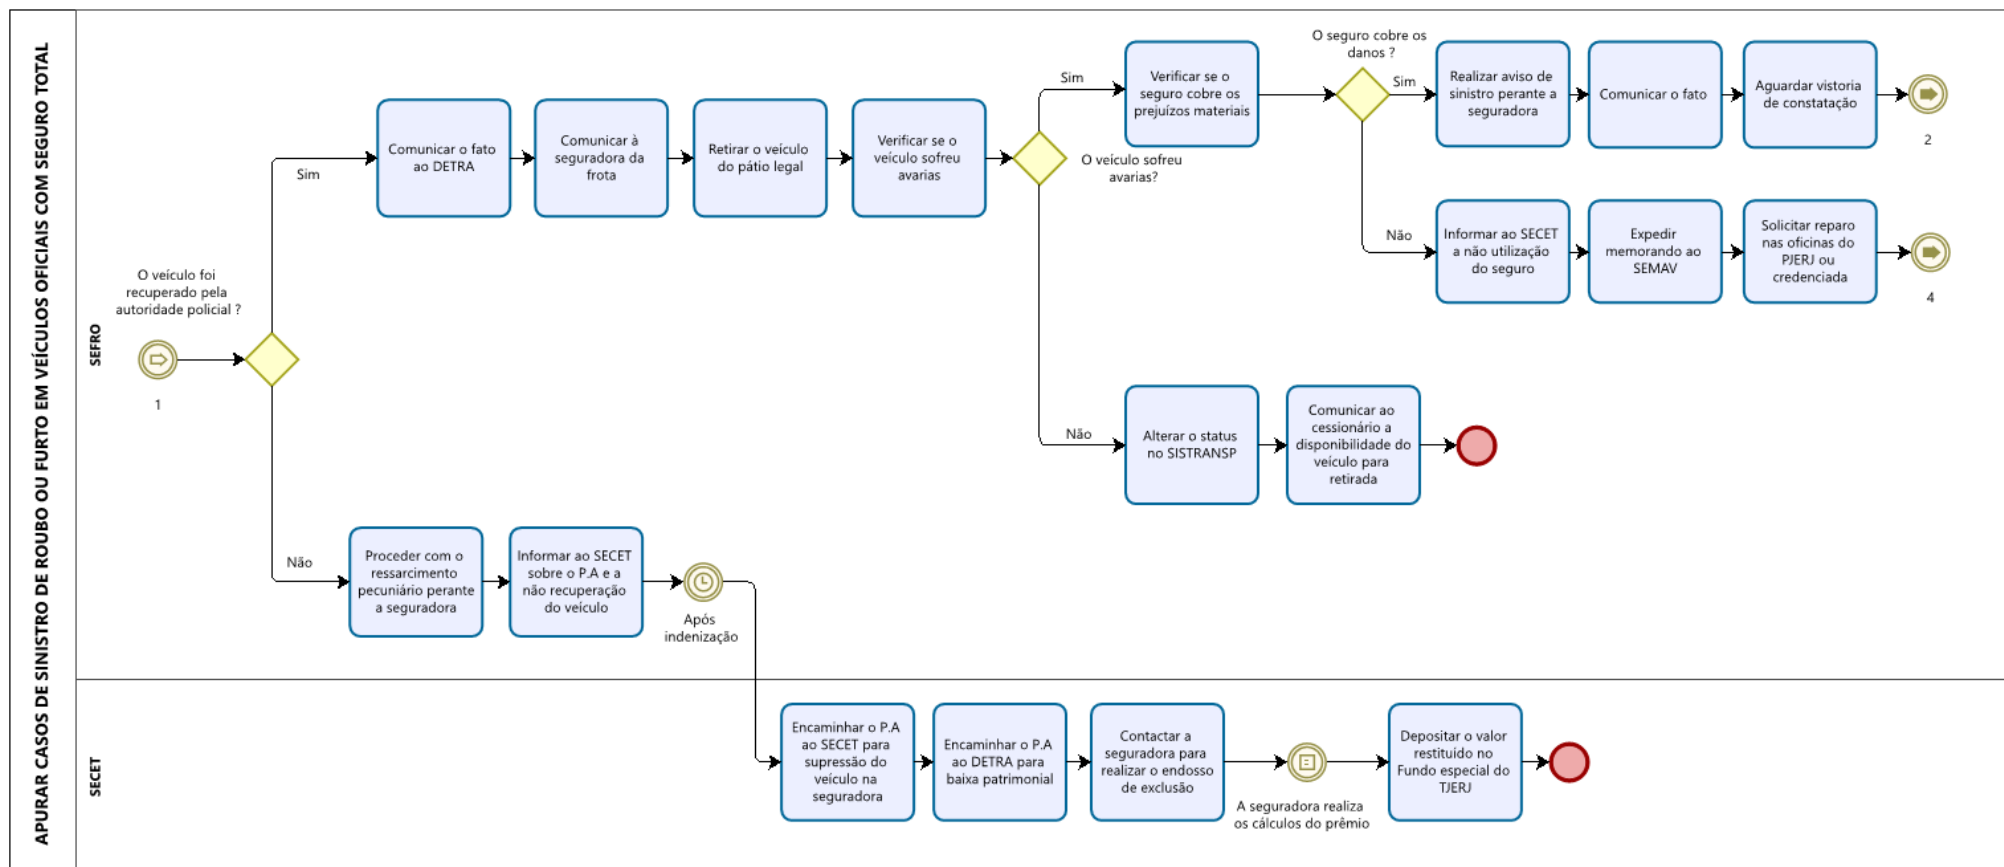 APURAR CASOS DE SINISTRO DE ROUBO OU FURTO EM VEÍCULOS OFICIAIS COM SEGURO TOTAL
SEFRO
1
O veículo foi
recuperado pela
autoridade policial ?
Sim
Comunicar o fato
ao DETRA
Comunicar à
seguradora da
frota
Retirar o veículo
do pátio legal
Verificar se o
veículo sofreu
avarias
O veículo sofreu
avarias?
Sim
Verificar se o
seguro cobre os
prejuízos materiais
O seguro cobre os
danos ?
Sim
Realizar aviso de
sinistro perante a
seguradora
Comunicar o fato
Aguardar vistoria
de constatação
2
Não
Informar ao SECET
a não utilização
do seguro
Expedir
memorando ao
SEMAV
Solicitar reparo
nas oficinas do
PJERJ ou
credenciada
4
Não
Alterar o status
no SISTRANSP
Comunicar ao
cessionário a
disponibilidade do
veículo para
retirada
Não
Proceder com o
ressarcimento
pecuniário perante
a seguradora
Informar ao SECET
sobre o P.A e a
não recuperação
do veículo
Após
indenização
SECET
Encaminhar o P.A
ao SECET para
supressão do
veículo na
seguradora
Encaminhar o P.A
ao DETRA para
baixa patrimonial
Contactar a
seguradora para
realizar o endosso
de exclusão
A seguradora realiza
os cálculos do prêmio
Depositar o valor
restituído no
Fundo especial do
TJERJ